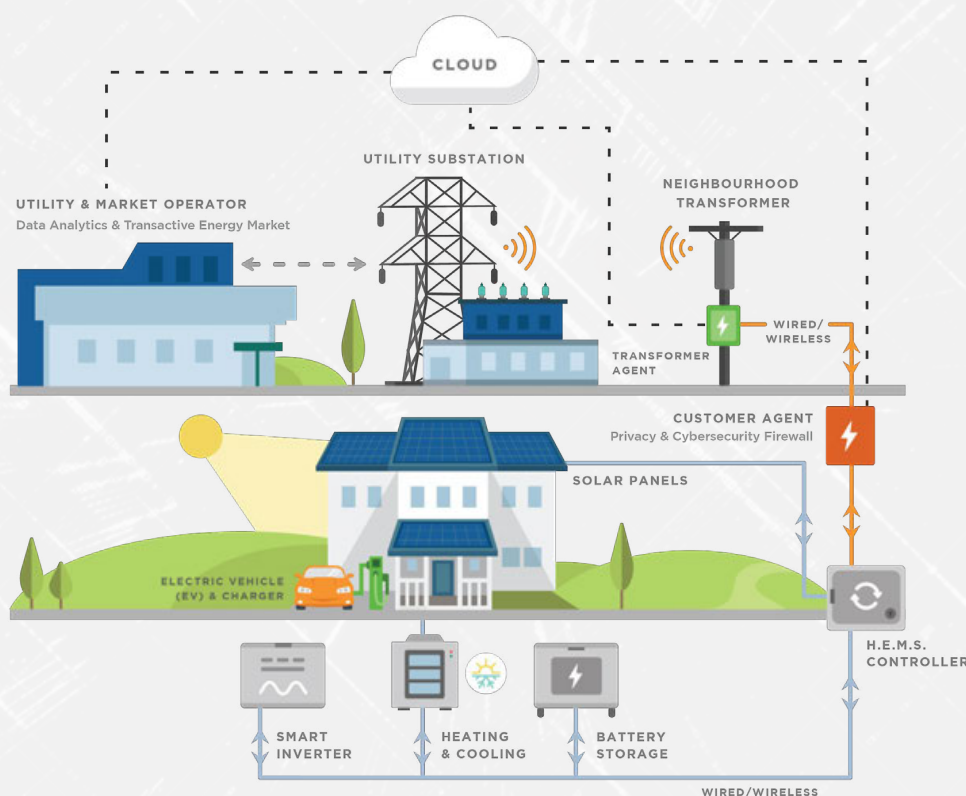 CLOUD
UTILITY SUBSTATION
NEIGHBOURHOOD
TRANSFORMER
UTILITY & MARKET OPERATOR
Data Analytics & Transactive Energy Market
WIRED/
WIRELESS
TRANSFORMER
AGENT
CUSTOMER AGENT
Privacy & Cybersecurity Firewall
SOLAR PANELS
ELECTRIC VEHICLE
(EV) & CHARGER
H.E.M.S.
CONTROLLER
SMART
INVERTER
HEATING
& COOLING
BATTERY
STORAGE
WIRED/WIRELESS